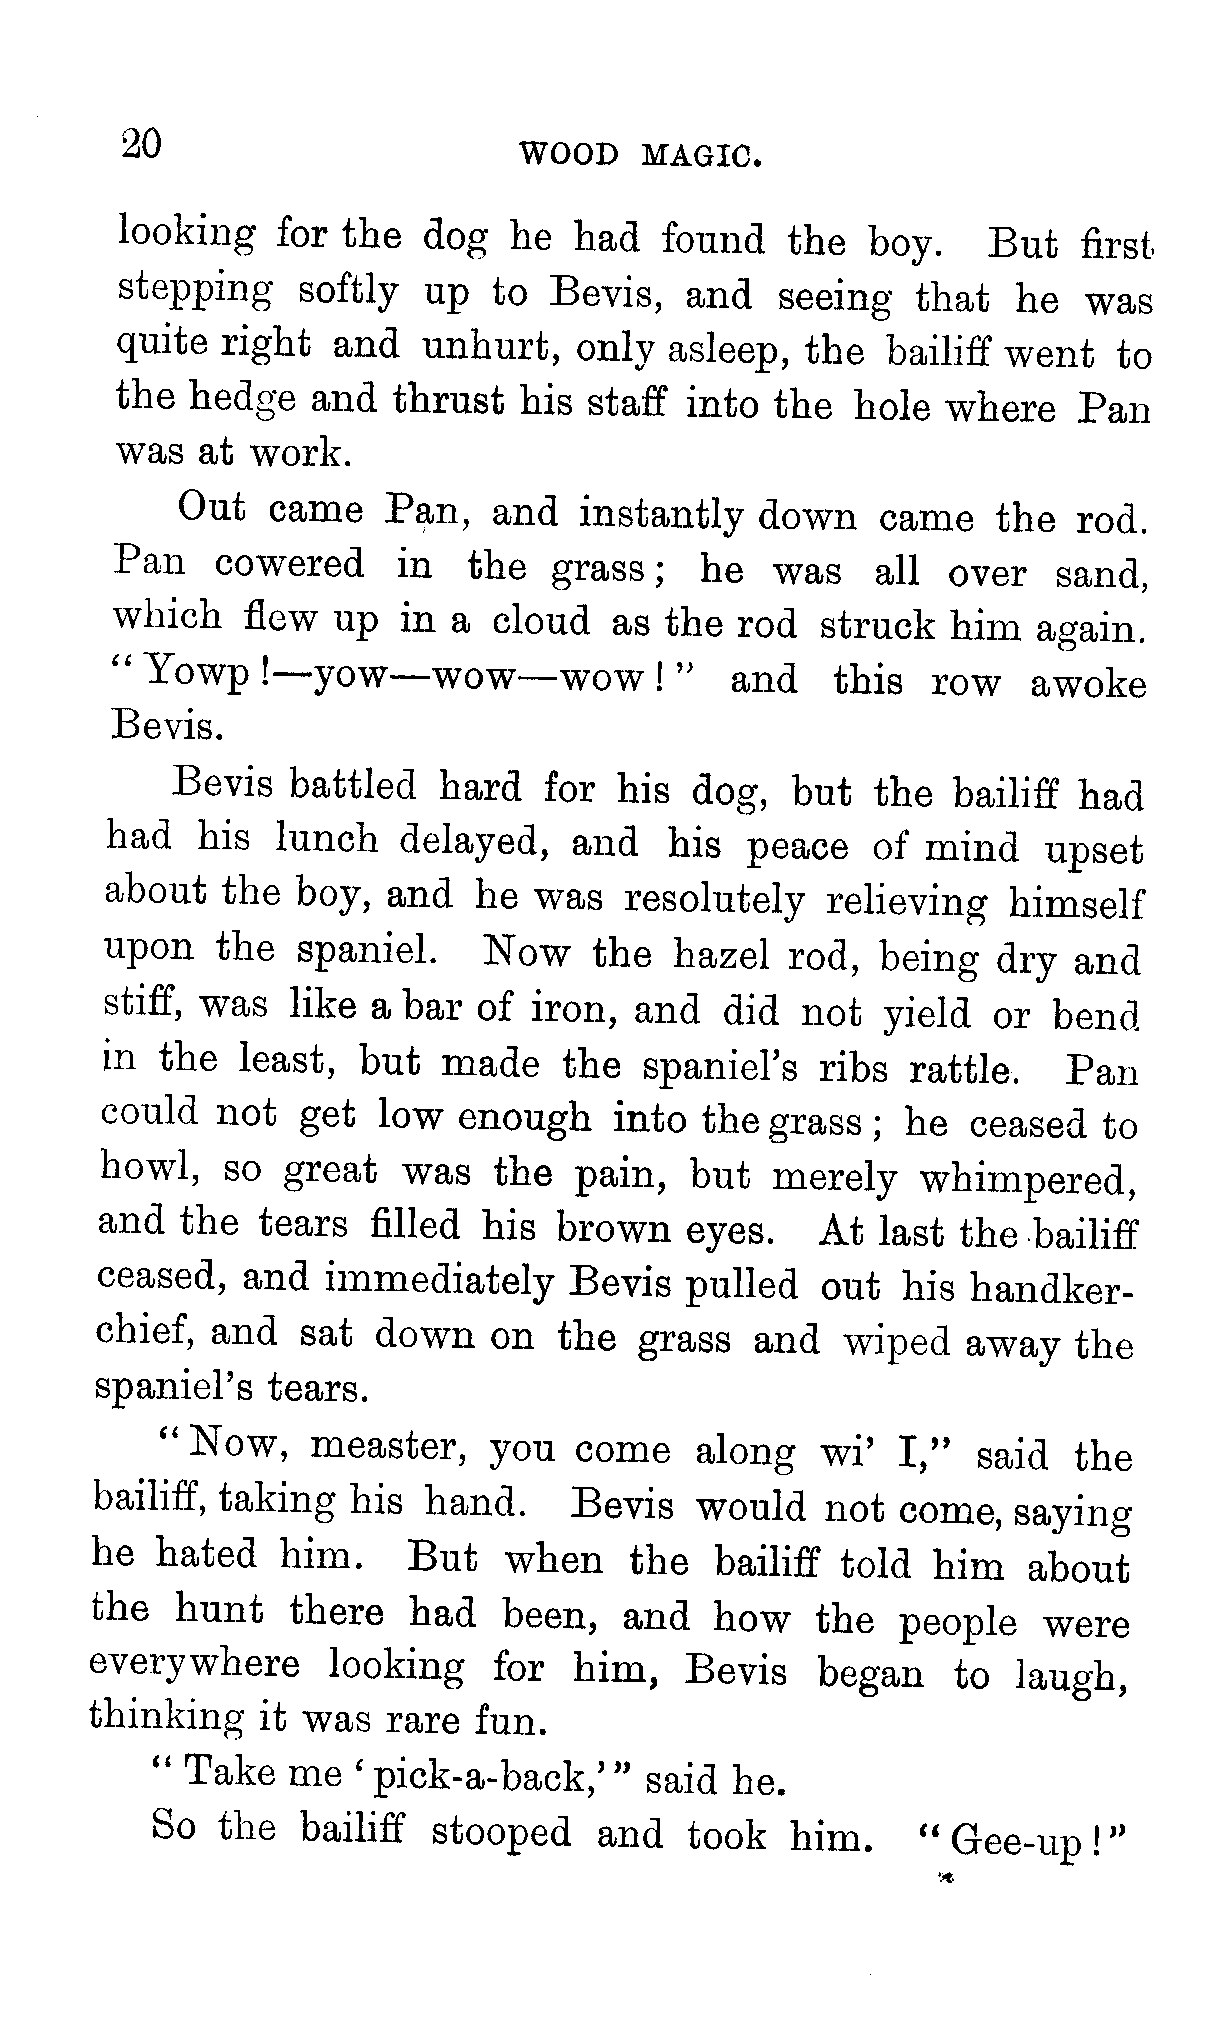 20 WOOD MAGIC.
looking for the dog he had found the boy. But first
stepping softly up to Bevis, and seeing that he was
quite right and unhurt, only asleep, the bailiff went to
the hedge and thrust his staff into the hole where Pan
was at work.
Out came Pan, and instantly down came the rod.
Pan cowered in the grass; he was all over sand,
which flew up in a cloud as the rod struck him again.
"Yowp!—yow—wow—wow!" and this row awoke
Bevis.
Bevis battled hard for his dog, but the bailiff had
had his lunch delayed, and his peace of mind upset
about the boy, and he was resolutely relieving himself
upon the spaniel. Now the hazel rod, being dry and
stiff, was like a bar of iron, and did not yield or bend
in the least, but made the spaniel's ribs rattle. Pan
could not get low enough into the grass; he ceased to
howl, so great was the pain, but merely whimpered,
and the tears filled his brown eyes. At last the bailiff
ceased, and immediately Bevis pulled out his handker-
chief, and sat down on the grass and wiped away the
spaniel's tears.
"Now, measter, you come along wi' I," said the
bailiff, taking his hand. Bevis would not come, saying
he hated him. But when the bailiff told him about
the hunt there had been, and how the people were
everywhere looking for him, Bevis began to laugh,
thinking it was rare fun.
"Take me 'pick-a-back,'" said he.
So the bailiff stooped and took him. "Gee-up!"